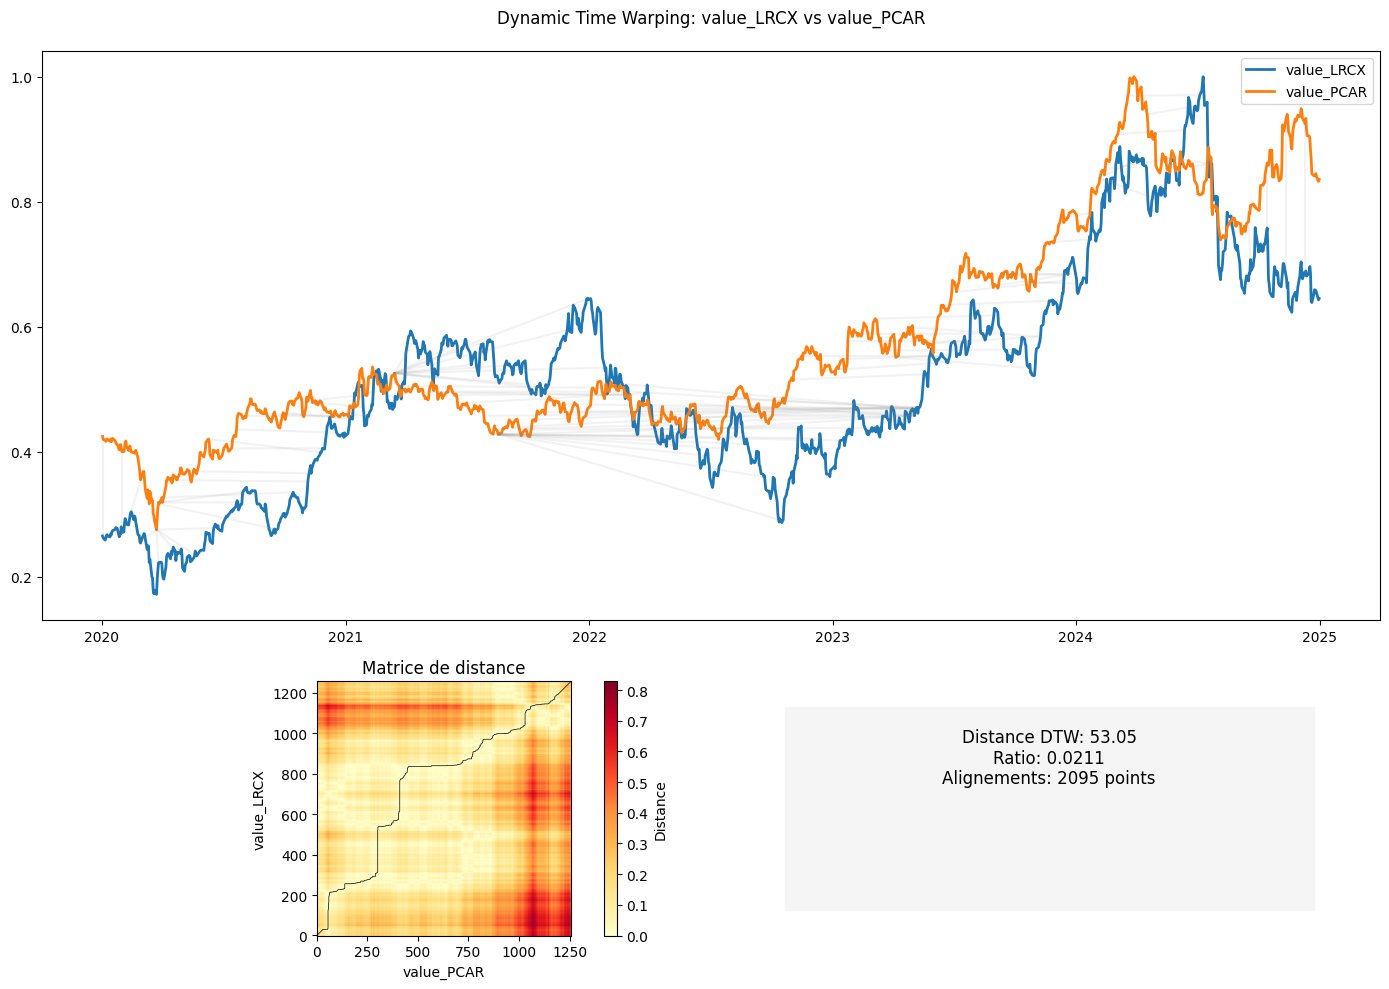 Dynamic Time Warping: value_LRCX vs value_PCAR
value_LRCX
value_PCAR
1.0
0.8
0.6
0.4
0.2
2020 2021 2022 2023 2024 2025
Matrice de distance
value_LRCX
1200
1000
800
600
400
200
0
0 250 500 750 1000 1250
value_PCAR
0.8
0.7
0.6
0.5
0.4
0.3
0.2
0.1
0.0
Distance
Distance DTW: 53.05
Ratio: 0.0211
Alignements: 2095 points